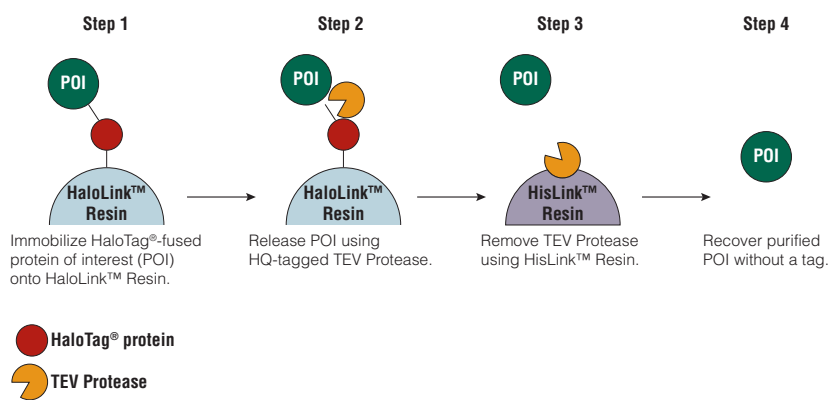 Step 1
Step 2
Step 3
Step 4
POI
POI
POI
POI
HaloLink™
Resin
HaloLink™
Resin
HisLink™
Resin
Immobilize HaloTag®-fused
protein of interest (POI)
onto HaloLink™ Resin.
Release POI using
HQ-tagged TEV Protease.
Remove TEV Protease
using HisLink™ Resin.
Recover purified
POI without a tag.
HaloTag® protein
TEV Protease